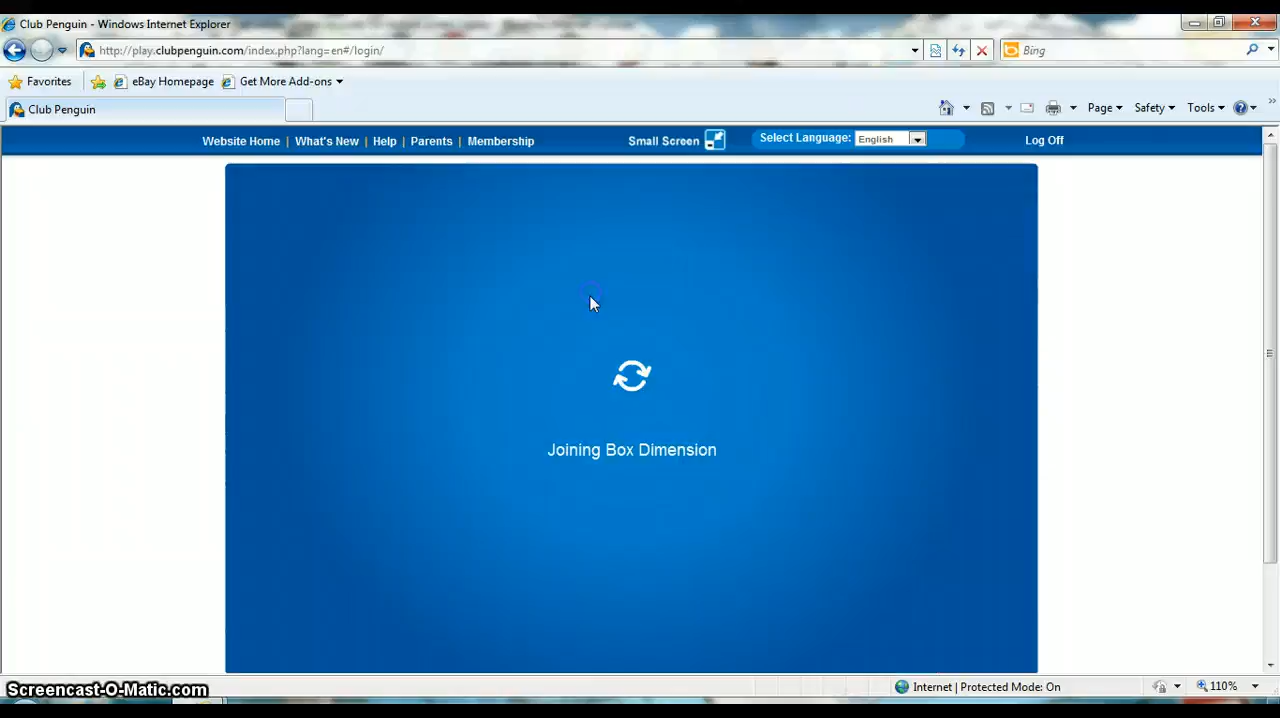 Club Penguin - Windows Internet Explorer
http://play.clubpenguin.com/index.php?lang=en#/login/
Bing
Favorites
eBay Homepage
Get More Add-ons
Club Penguin
Page
Safety
Tools
Website Home | What's New | Help | Parents | Membership
Small Screen
Select Language:
English
Log Off
Joining Box Dimension
Screencast-O-Matic.com
Internet | Protected Mode: On
110%